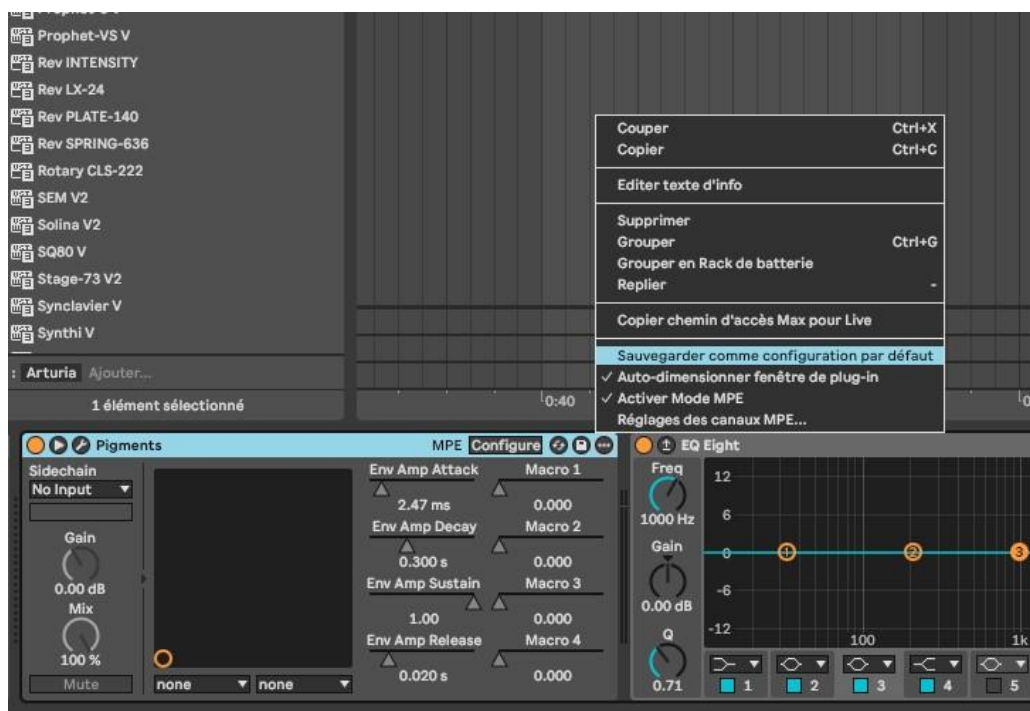 Prophet-VS V
Rev INTENSITY
Rev LX-24
Rev PLATE-140
Rev SPRING-636
Rotary CLS-222
SEM V2
Solina V2
SQ80 V
Stage-73 V2
Synclavier V
Synthi V
: Arturia Ajouter...
1 élément sélectionné
Couper Ctrl+X
Copier Ctrl+C
Editer texte d'info
Supprimer
Grouper Ctrl+G
Grouper en Rack de batterie
Replier -
Copier chemin d'accès Max pour Live
Sauvegarder comme configuration par défaut
✓ Auto-dimensionner fenêtre de plug-in
✓ Activer Mode MPE
Réglages des canaux MPE...
0:40
Pigments MPE Configure
Sidechain
No Input
Gain
0.00 dB
Mix
100 %
Mute
none none
Env Amp Attack Macro 1
2.47 ms 0.000
Env Amp Decay Macro 2
0.300 s 0.000
Env Amp Sustain Macro 3
1.00 0.000
Env Amp Release Macro 4
0.020 s 0.000
EQ Eight
Freq
1000 Hz
Gain
0.00 dB
Q
0.71
12
6
0
-6
-12
1 2 3
100 1k
1 2 3 4 5